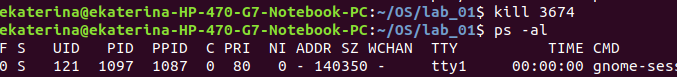 ekaterina@ekaterina-HP-470-G7-Notebook-PC:~/OS/lab_01$ kill 3674
ekaterina@ekaterina-HP-470-G7-Notebook-PC:~/OS/lab_01$ ps -al
F S UID PID PPID C PRI NI ADDR SZ WCHAN TTY TIME CMD
0 S 121 1097 1087 0 80 0 - 140350 - tty1 00:00:00 gnome-ses